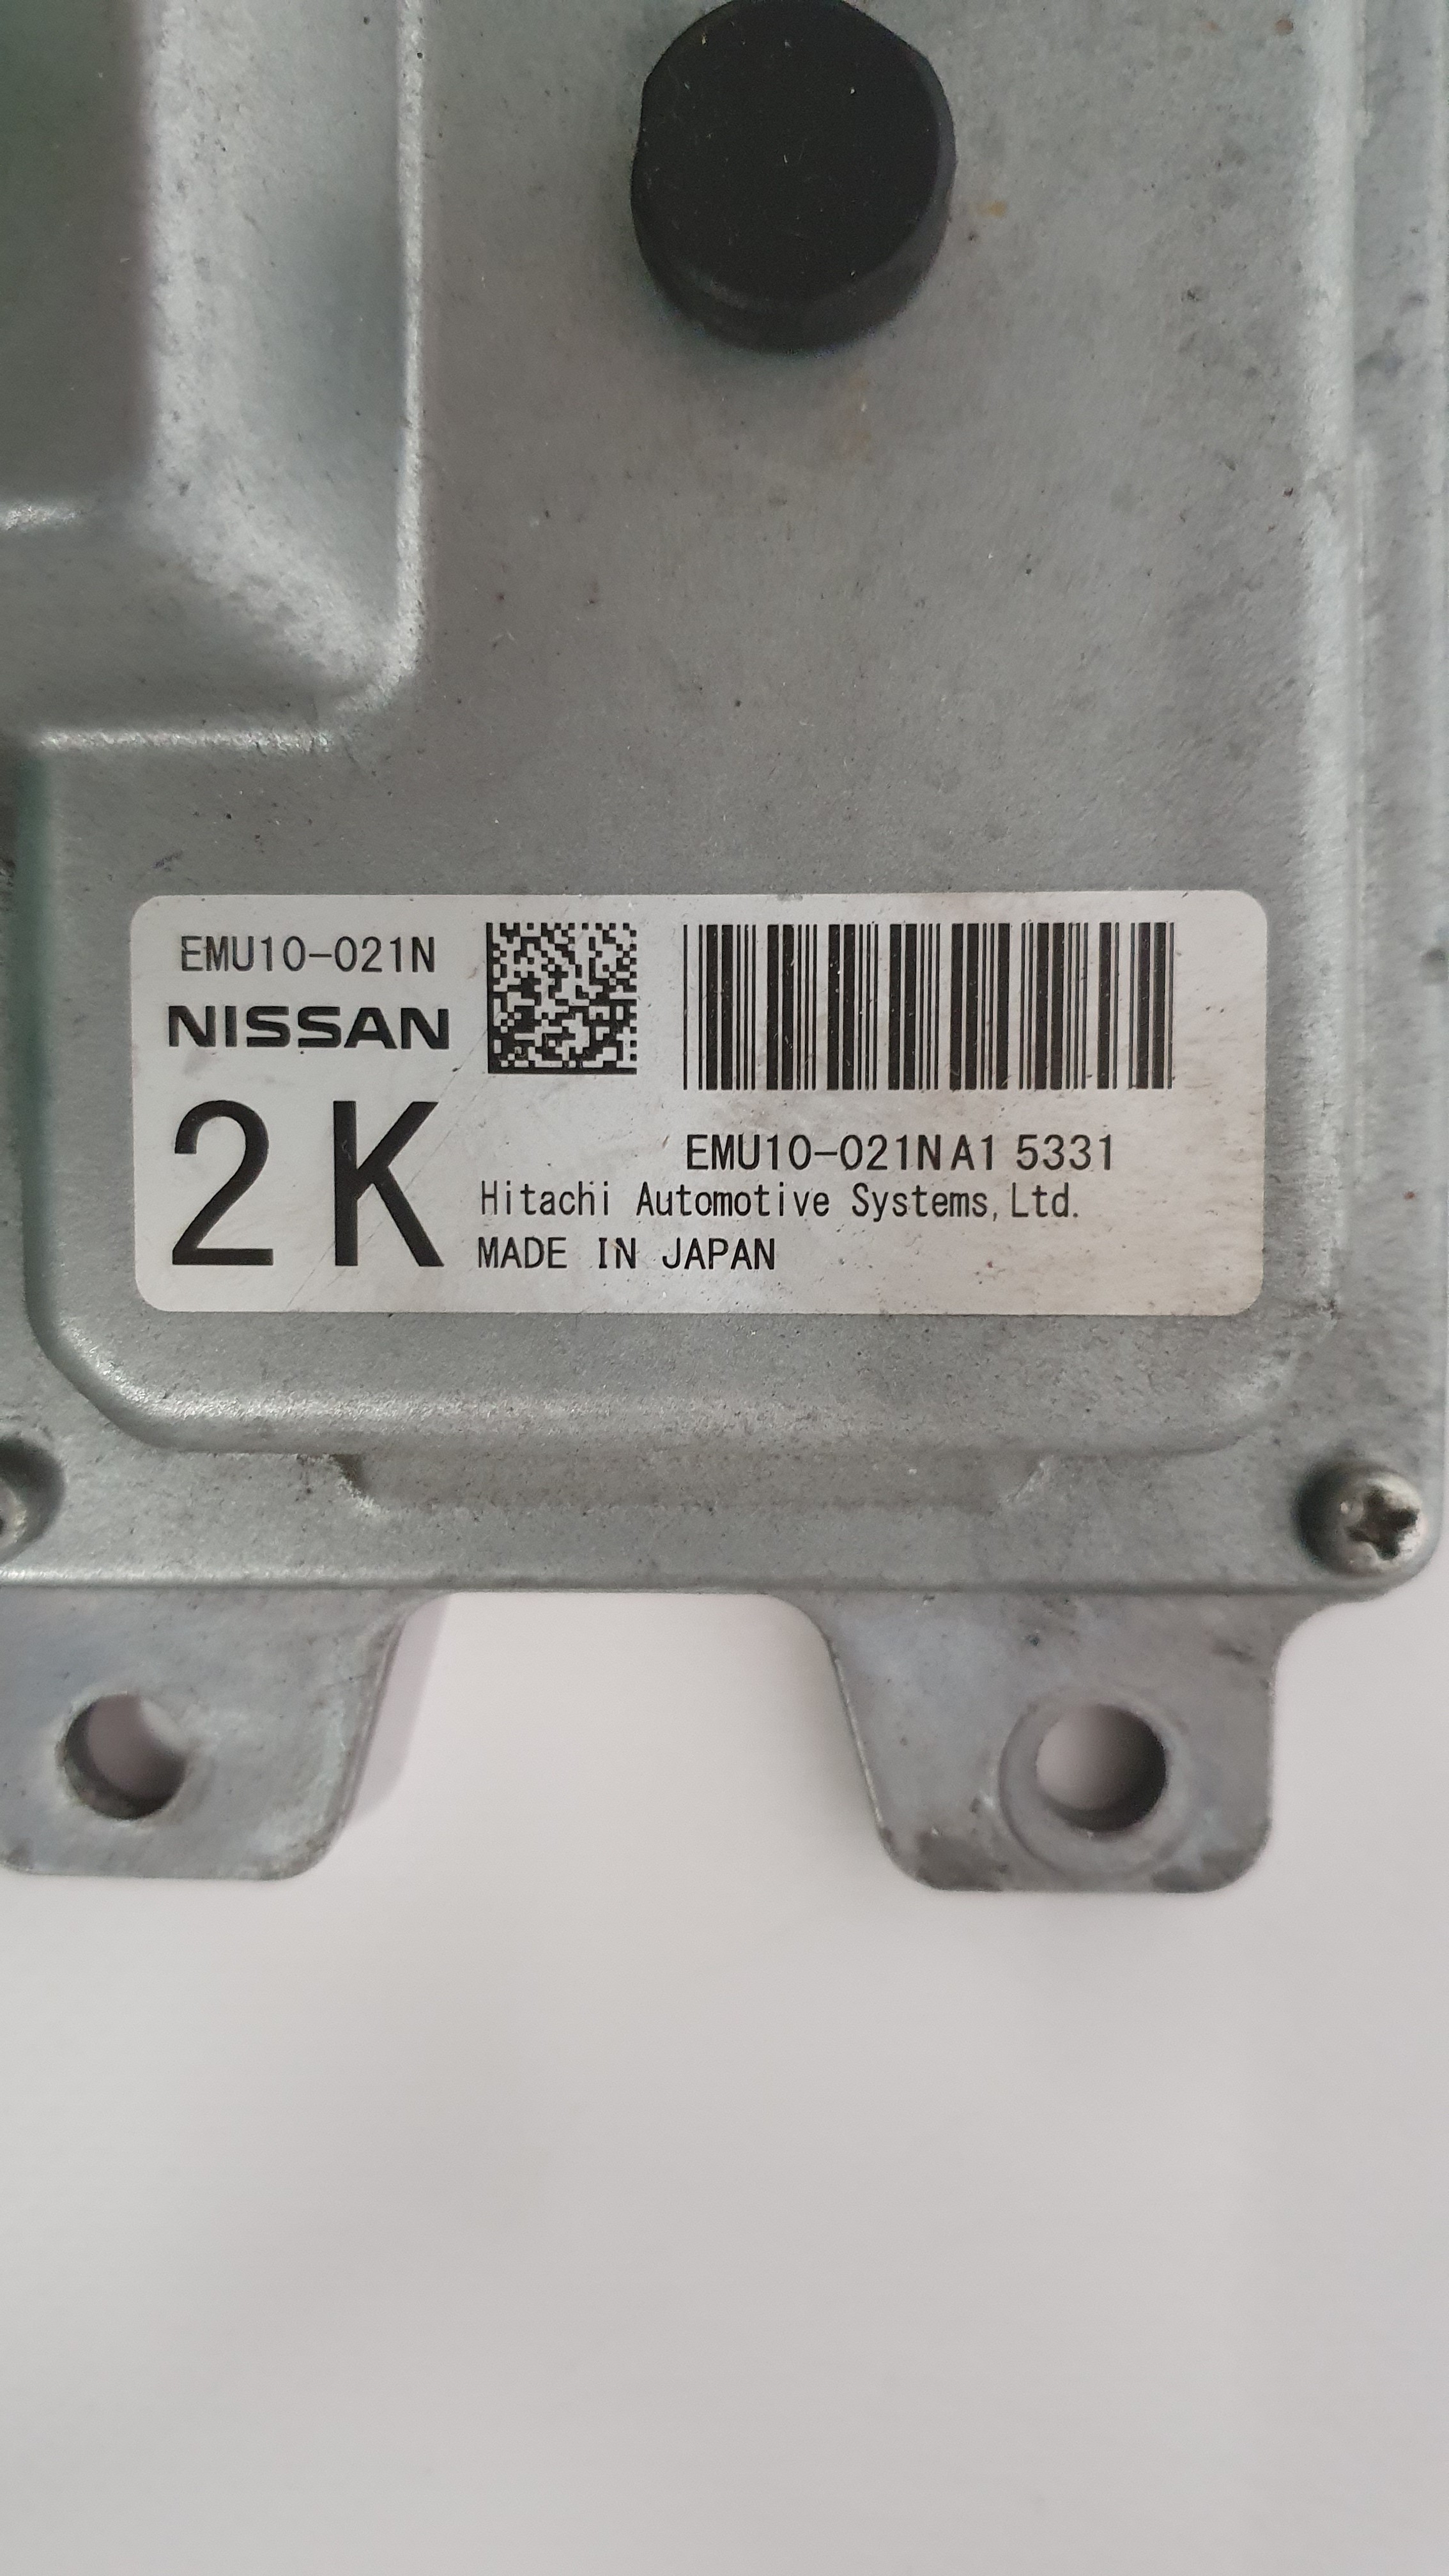 EMU10-021N
NISSAN
2K
EMU10-021NA1 5331
Hitachi Automotive Systems,Ltd.
MADE IN JAPAN